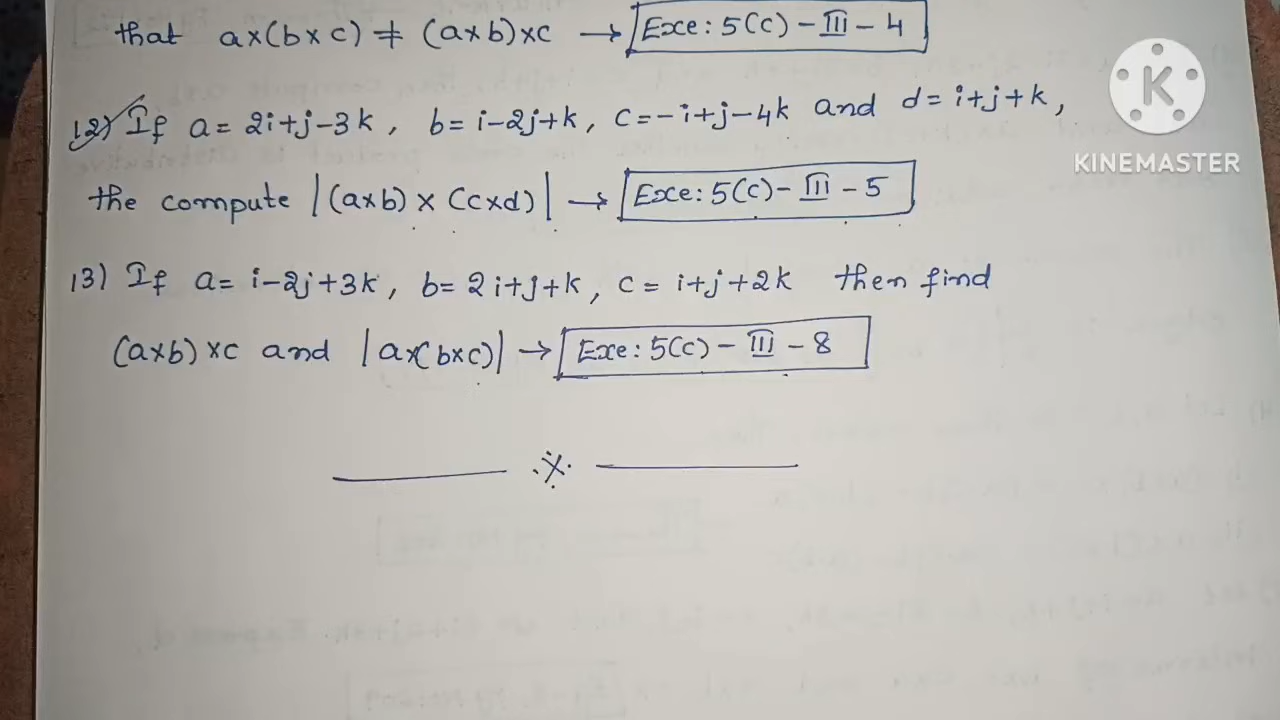 that a×(b×c) ≠ (a×b)×c → Exe: 5(c) – III – 4
12) If a = 2i+j–3k, b = i–2j+k, c = –i+j–4k and d = i+j+k,
the compute |(a×b) × (c×d)| → Exe: 5(c) – III – 5
13) If a = i–2j+3k, b = 2i+j+k, c = i+j+2k then find
(a×b)×c and |a×(b×c)| → Exe: 5(c) – III – 8
K
KINEMASTER